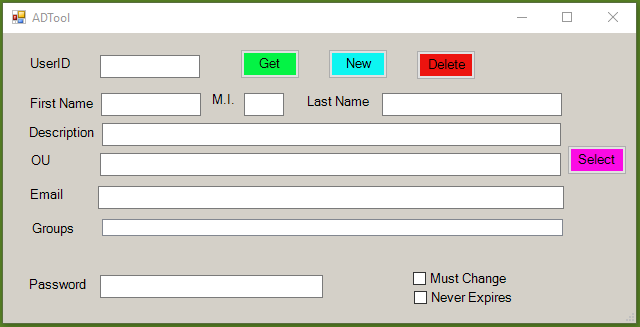 ADTool
UserID Get New Delete
First Name M.I. Last Name
Description
OU Select
Email
Groups
Password Must Change
Never Expires